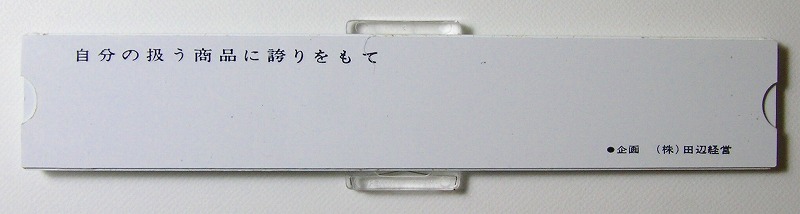 自分の扱う商品に誇りをもて
●企画　(株)田辺経営